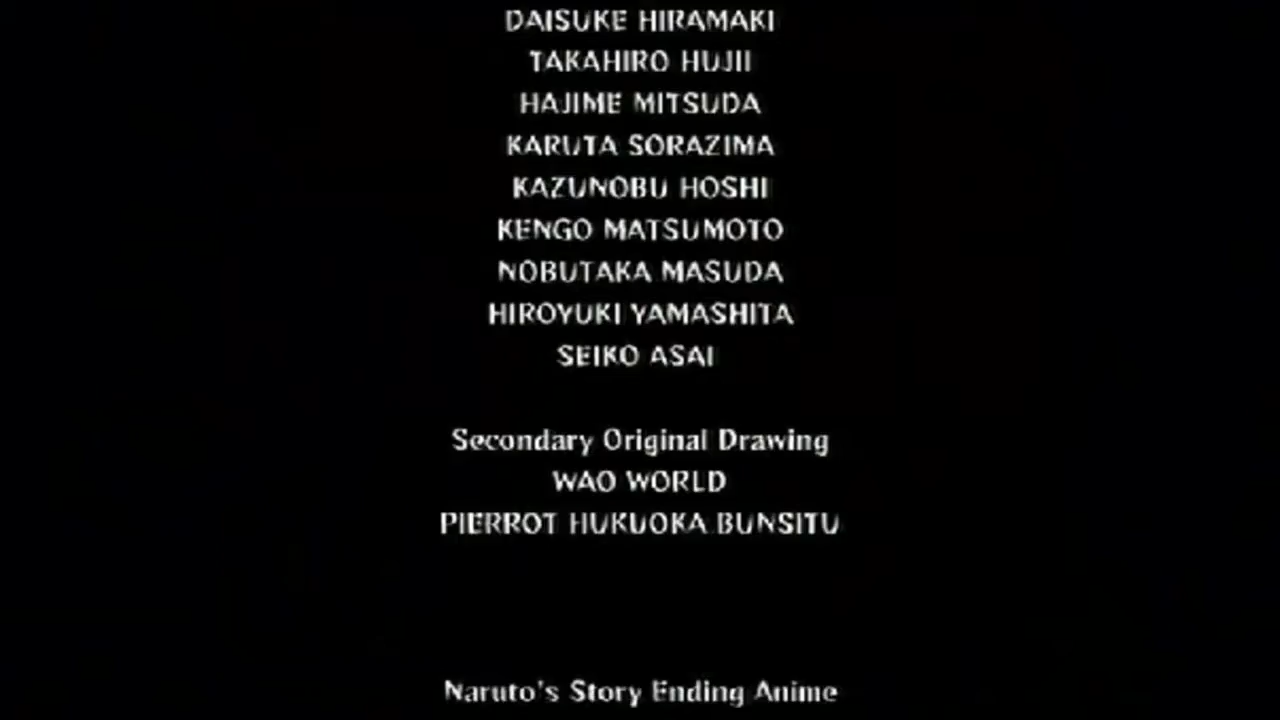 DAISUKE HIRAMAKI
TAKAHIRO HUJII
HAJIME MITSUDA
KARUTA SORAZIMA
KAZUNOBU HOSHI
KENGO MATSUMOTO
NOBUTAKA MASUDA
HIROYUKI YAMASHITA
SEIKO ASAI
Secondary Original Drawing
WAO WORLD
PIERROT HUKUOKA BUNSITU
Naruto's Story Ending Anime